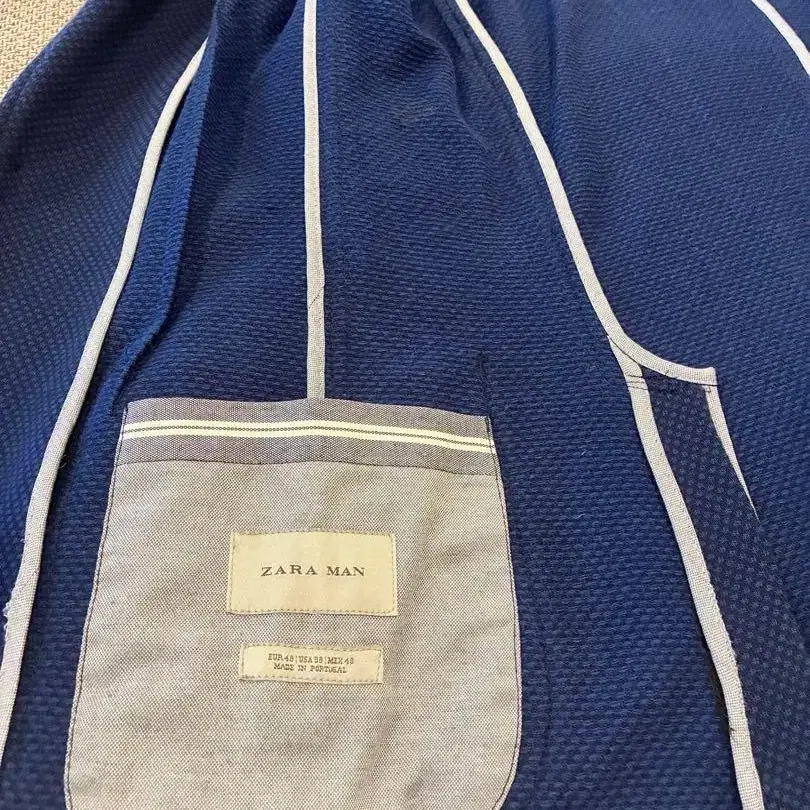 ZARA MAN
EUR 48 | USA 38 | MEX 48
MADE IN PORTUGAL